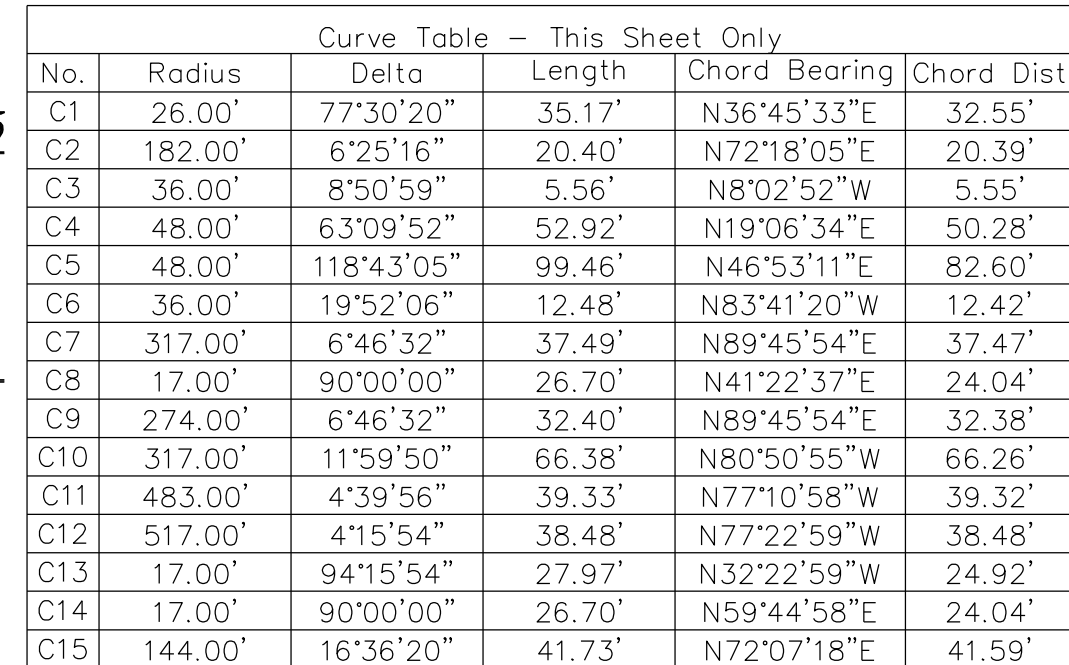 Curve Table – This Sheet Only
No. Radius Delta Length Chord Bearing Chord Dist
C1 26.00' 77°30'20" 35.17' N36°45'33"E 32.55'
C2 182.00' 6°25'16" 20.40' N72°18'05"E 20.39'
C3 36.00' 8°50'59" 5.56' N8°02'52"W 5.55'
C4 48.00' 63°09'52" 52.92' N19°06'34"E 50.28'
C5 48.00' 118°43'05" 99.46' N46°53'11"E 82.60'
C6 36.00' 19°52'06" 12.48' N83°41'20"W 12.42'
C7 317.00' 6°46'32" 37.49' N89°45'54"E 37.47'
C8 17.00' 90°00'00" 26.70' N41°22'37"E 24.04'
C9 274.00' 6°46'32" 32.40' N89°45'54"E 32.38'
C10 317.00' 11°59'50" 66.38' N80°50'55"W 66.26'
C11 483.00' 4°39'56" 39.33' N77°10'58"W 39.32'
C12 517.00' 4°15'54" 38.48' N77°22'59"W 38.48'
C13 17.00' 94°15'54" 27.97' N32°22'59"W 24.92'
C14 17.00' 90°00'00" 26.70' N59°44'58"E 24.04'
C15 144.00' 16°36'20" 41.73' N72°07'18"E 41.59'